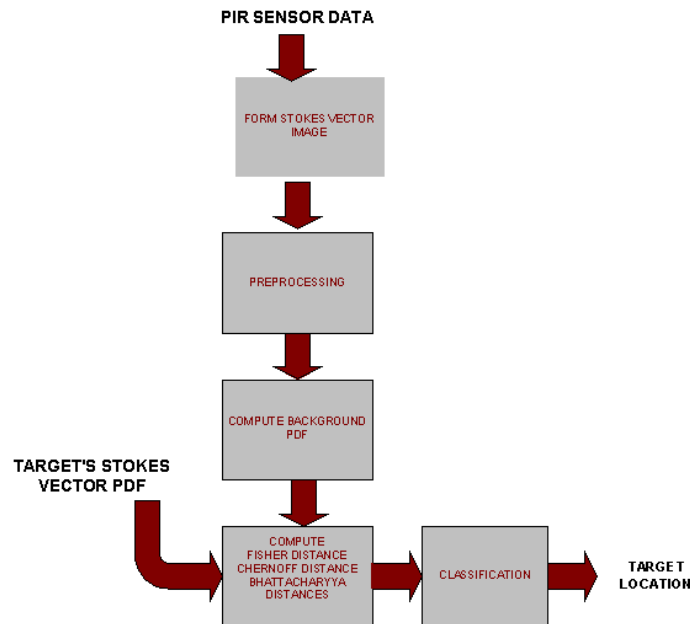 PIR SENSOR DATA
FORM STOKES VECTOR
IMAGE
PREPROCESSING
COMPUTE BACKGROUND
PDF
TARGET'S STOKES
VECTOR PDF
COMPUTE
FISHER DISTANCE
CHERNOFF DISTANCE
BHATTACHARYYA
DISTANCES
CLASSIFICATION
TARGET
LOCATION